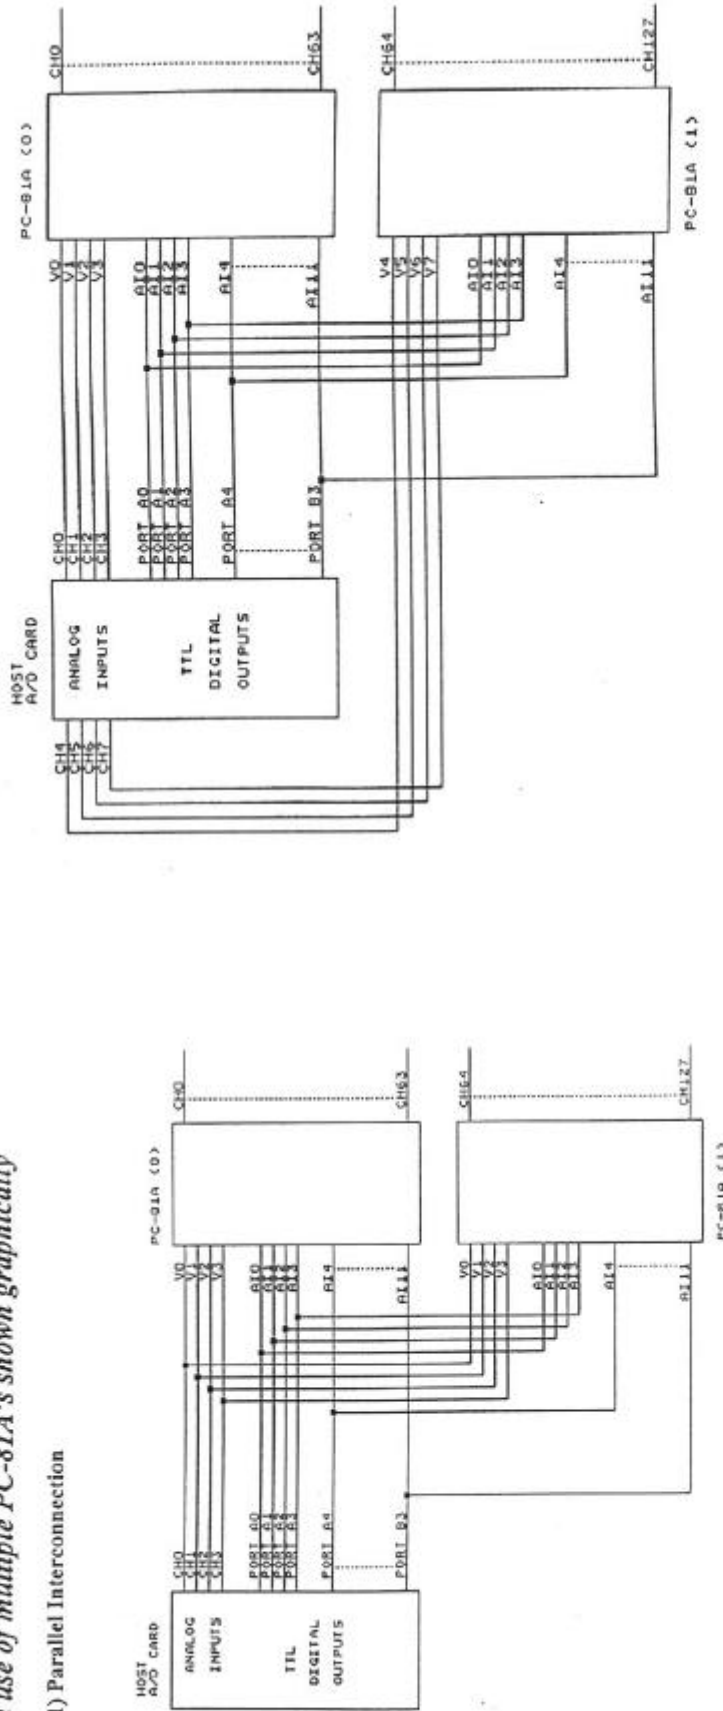 use of multiple PC-81A's shown graphically
1) Parallel Interconnection
HOST
A/D CARD
ANALOG
INPUTS
TTL
DIGITAL
OUTPUTS
CH0
CH1
CH2
CH3
PORT A0
PORT A1
PORT A2
PORT A3
PORT A4
PORT B3
PC-81A (0)
V0
V1
V2
V3
AI0
AI1
AI2
AI3
AI4
AI11
CH0
CH63
V0
V1
V2
V3
AI0
AI1
AI2
AI3
AI4
AI11
CH64
CH127
PC-81A (1)
HOST
A/D CARD
CH4
CH5
CH6
CH7
ANALOG
INPUTS
TTL
DIGITAL
OUTPUTS
CH0
CH1
CH2
CH3
PORT A0
PORT A1
PORT A2
PORT A3
PORT A4
PORT B3
PC-81A (0)
V0
V1
V2
V3
AI0
AI1
AI2
AI3
AI4
AI11
CH0
CH63
V4
V5
V6
V7
AI0
AI1
AI2
AI3
AI4
AI11
CH64
CH127
PC-81A (1)